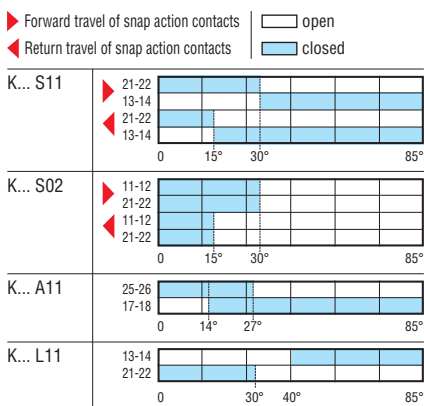 Forward travel of snap action contacts open
Return travel of snap action contacts closed
K... S11
21-22
13-14
21-22
13-14
0 15° 30° 85°
K... S02
11-12
21-22
11-12
21-22
0 15° 30° 85°
K... A11
25-26
17-18
0 14° 27° 85°
K... L11
13-14
21-22
0 30° 40° 85°